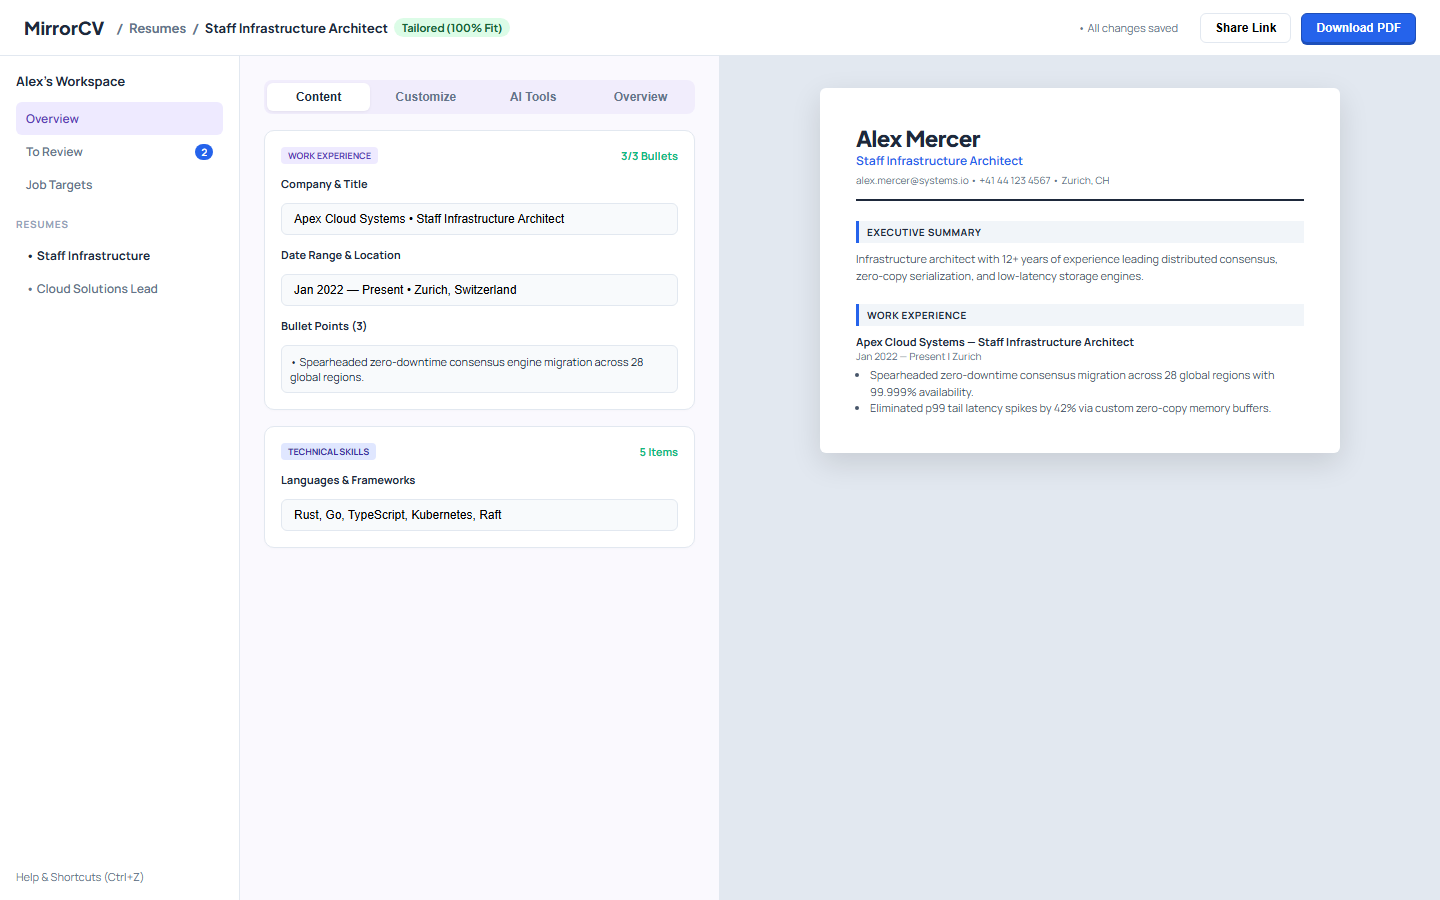 MirrorCV / Resumes / Staff Infrastructure Architect Tailored (100% Fit)
• All changes saved Share Link Download PDF
Alex's Workspace
Overview
To Review 2
Job Targets
RESUMES
• Staff Infrastructure
• Cloud Solutions Lead
Help & Shortcuts (Ctrl+Z)
Content Customize AI Tools Overview
WORK EXPERIENCE 3/3 Bullets
Company & Title
Apex Cloud Systems • Staff Infrastructure Architect
Date Range & Location
Jan 2022 — Present • Zurich, Switzerland
Bullet Points (3)
• Spearheaded zero-downtime consensus engine migration across 28
global regions.
TECHNICAL SKILLS 5 Items
Languages & Frameworks
Rust, Go, TypeScript, Kubernetes, Raft
Alex Mercer
Staff Infrastructure Architect
alex.mercer@systems.io • +41 44 123 4567 • Zurich, CH
EXECUTIVE SUMMARY
Infrastructure architect with 12+ years of experience leading distributed consensus,
zero-copy serialization, and low-latency storage engines.
WORK EXPERIENCE
Apex Cloud Systems — Staff Infrastructure Architect
Jan 2022 — Present | Zurich
• Spearheaded zero-downtime consensus migration across 28 global regions with
99.999% availability.
• Eliminated p99 tail latency spikes by 42% via custom zero-copy memory buffers.